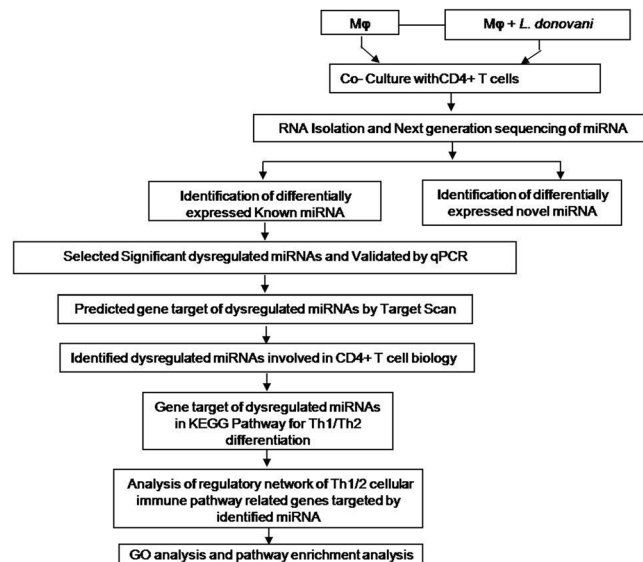 Mφ
Mφ + L. donovani
Co- Culture withCD4+ T cells
RNA Isolation and Next generation sequencing of miRNA
Identification of differentially
expressed Known miRNA
Identification of differentially
expressed novel miRNA
Selected Significant dysregulated miRNAs and Validated by qPCR
Predicted gene target of dysregulated miRNAs by Target Scan
Identified dysregulated miRNAs involved in CD4+ T cell biology
Gene target of dysregulated miRNAs
in KEGG Pathway for Th1/Th2
differentiation
Analysis of regulatory network of Th1/2 cellular
immune pathway related genes targeted by
identified miRNA
GO analysis and pathway enrichment analysis